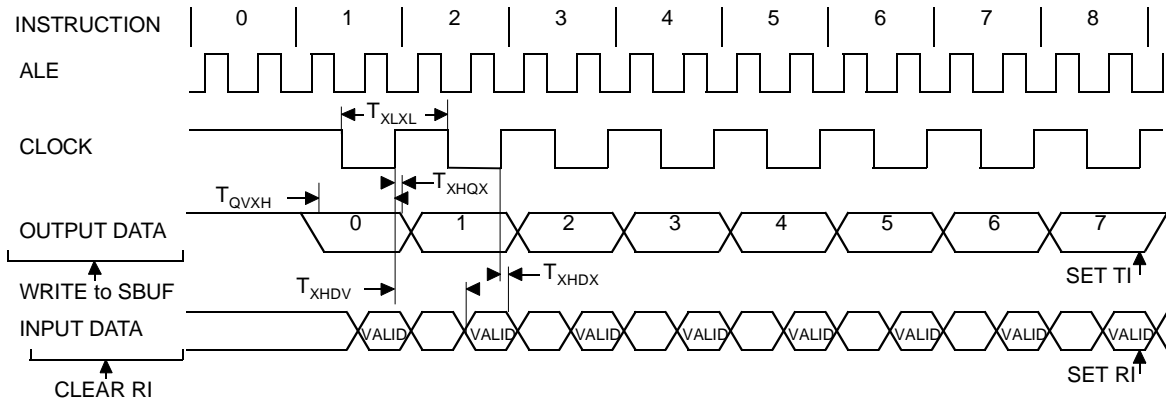 INSTRUCTION 0 1 2 3 4 5 6 7 8
ALE
T_XLXL
CLOCK
T_XHQX
T_QVXH
OUTPUT DATA 0 1 2 3 4 5 6 7
T_XHDX
SET TI
WRITE to SBUF
T_XHDV
INPUT DATA VALID VALID VALID VALID VALID VALID VALID VALID
SET RI
CLEAR RI